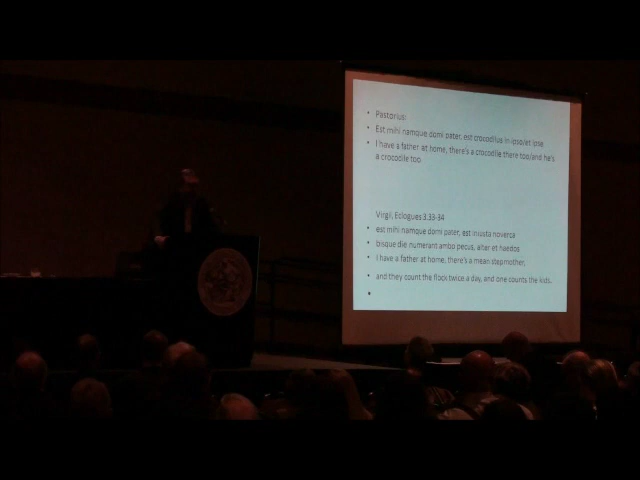 • Pastorius:
• Est mihi namque domi pater, est crocodilus in ipso/et ipse
• I have a father at home, there's a crocodile there too/and he's
a crocodile too
Virgil, Eclogues 3.33-34
• est mihi namque domi pater, est iniusta noverca
• bisque die numerant ambo pecus, alter et haedos
• I have a father at home, there's a mean stepmother,
• and they count the flock twice a day, and one counts the kids.
•